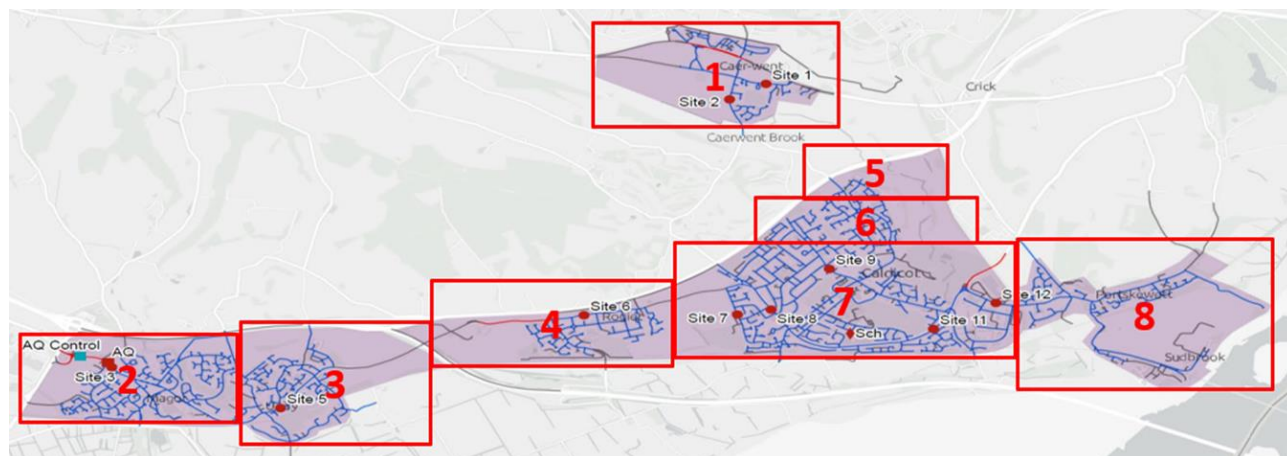 1
Caer-went
Site 1
Site 2
Crick
Caerwent Brook
5
6
Site 9
Caldicot
Site 12
7
Site 7
Site 8
Sch
Site 11
Portskewett
8
Sudbrook
Site 6
4
Rogiet
AQ Control
AQ
Site 3
2
Magor
3
Site 5